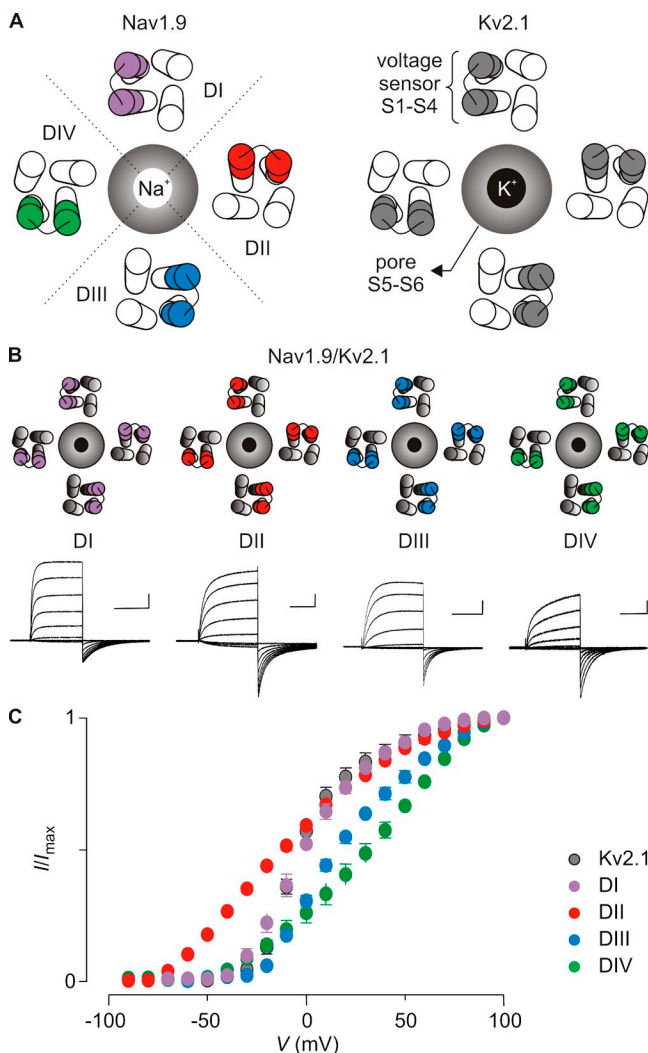 A
Nav1.9
Kv2.1
DI
voltage
sensor
S1-S4
DIV
Na+
K+
DII
DIII
pore
S5-S6
B
Nav1.9/Kv2.1
DI
DII
DIII
DIV
C
1
I/Imax
0
-100
-50
0
50
100
V (mV)
Kv2.1
DI
DII
DIII
DIV